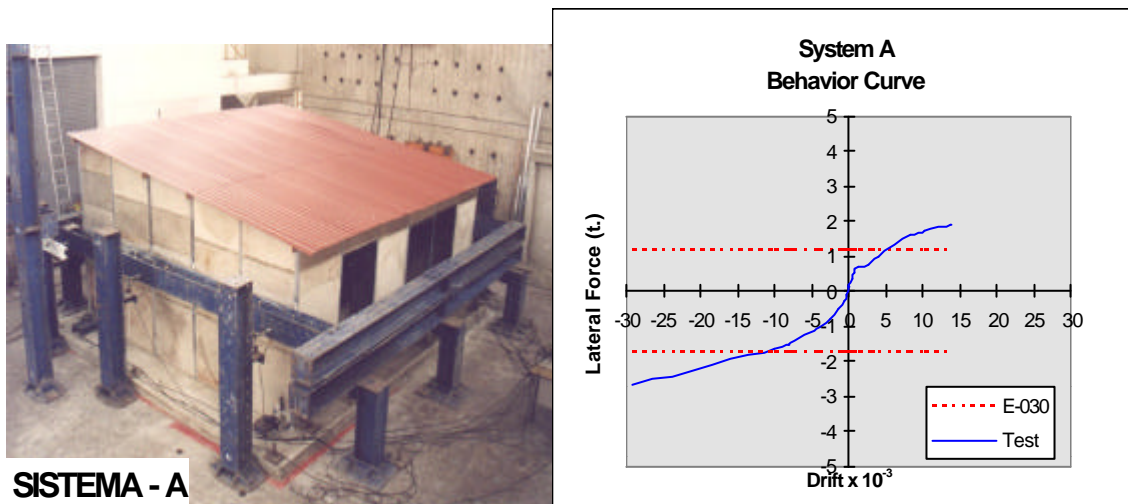 SISTEMA - A
System A
Behavior Curve
Lateral Force (t.)
5
4
3
2
1
0
-1
-2
-3
-4
-5
-30 -25 -20 -15 -10 -5 0 5 10 15 20 25 30
Drift x 10-3
E-030
Test